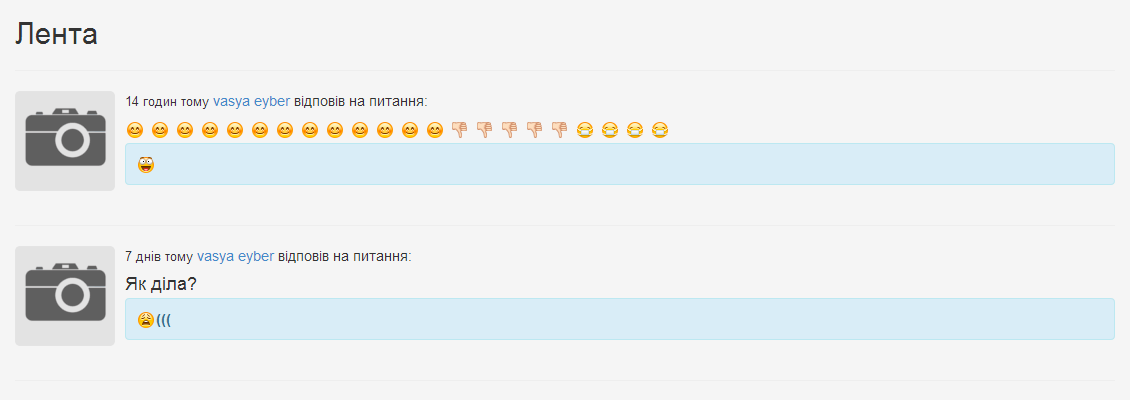 Лента
14 годин тому vasya eyber відповів на питання:
😊 😊 😊 😊 😊 😊 😊 😊 😊 😊 😊 😊 😊 👎 👎 👎 👎 👎 😂 😂 😂 😂
😀
7 днів тому vasya eyber відповів на питання:
Як діла?
😩(((